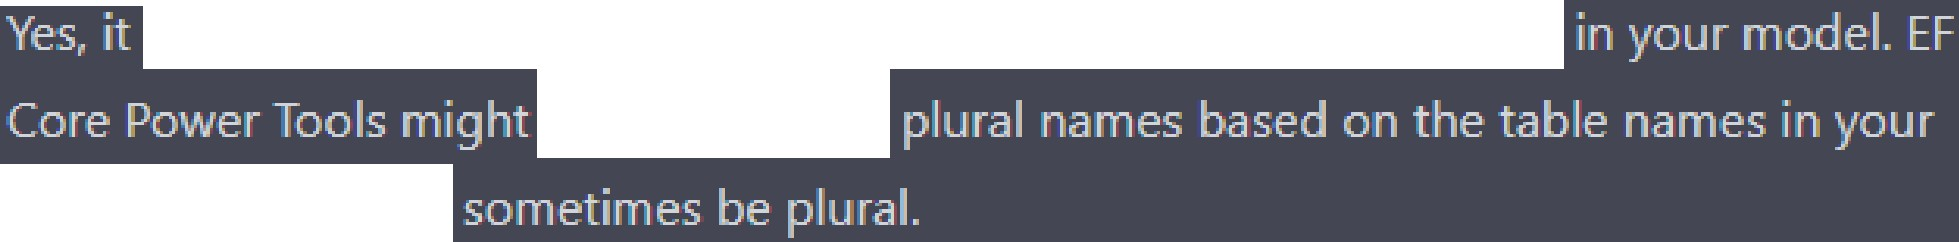 Yes, it in your model. EF
Core Power Tools might plural names based on the table names in your
sometimes be plural.